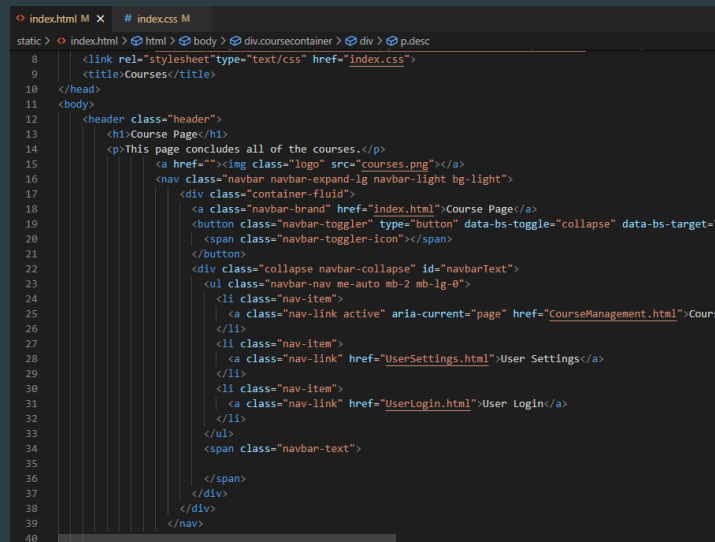 index.html M
index.css M
static > index.html > html > body > div.coursecontainer > div > p.desc
8 <link rel="stylesheet"type="text/css" href="index.css">
9 <title>Courses</title>
10 </head>
11 <body>
12 <header class="header">
13 <h1>Course Page</h1>
14 <p>This page concludes all of the courses.</p>
15 <a href=""><img class="logo" src="courses.png"></a>
16 <nav class="navbar navbar-expand-lg navbar-light bg-light">
17 <div class="container-fluid">
18 <a class="navbar-brand" href="index.html">Course Page</a>
19 <button class="navbar-toggler" type="button" data-bs-toggle="collapse" data-bs-target="
20 <span class="navbar-toggler-icon"></span>
21 </button>
22 <div class="collapse navbar-collapse" id="navbarText">
23 <ul class="navbar-nav me-auto mb-2 mb-lg-0">
24 <li class="nav-item">
25 <a class="nav-link active" aria-current="page" href="CourseManagement.html">Cours
26 </li>
27 <li class="nav-item">
28 <a class="nav-link" href="UserSettings.html">User Settings</a>
29 </li>
30 <li class="nav-item">
31 <a class="nav-link" href="UserLogin.html">User Login</a>
32 </li>
33 </ul>
34 <span class="navbar-text">
35
36 </span>
37 </div>
38 </div>
39 </nav>
40